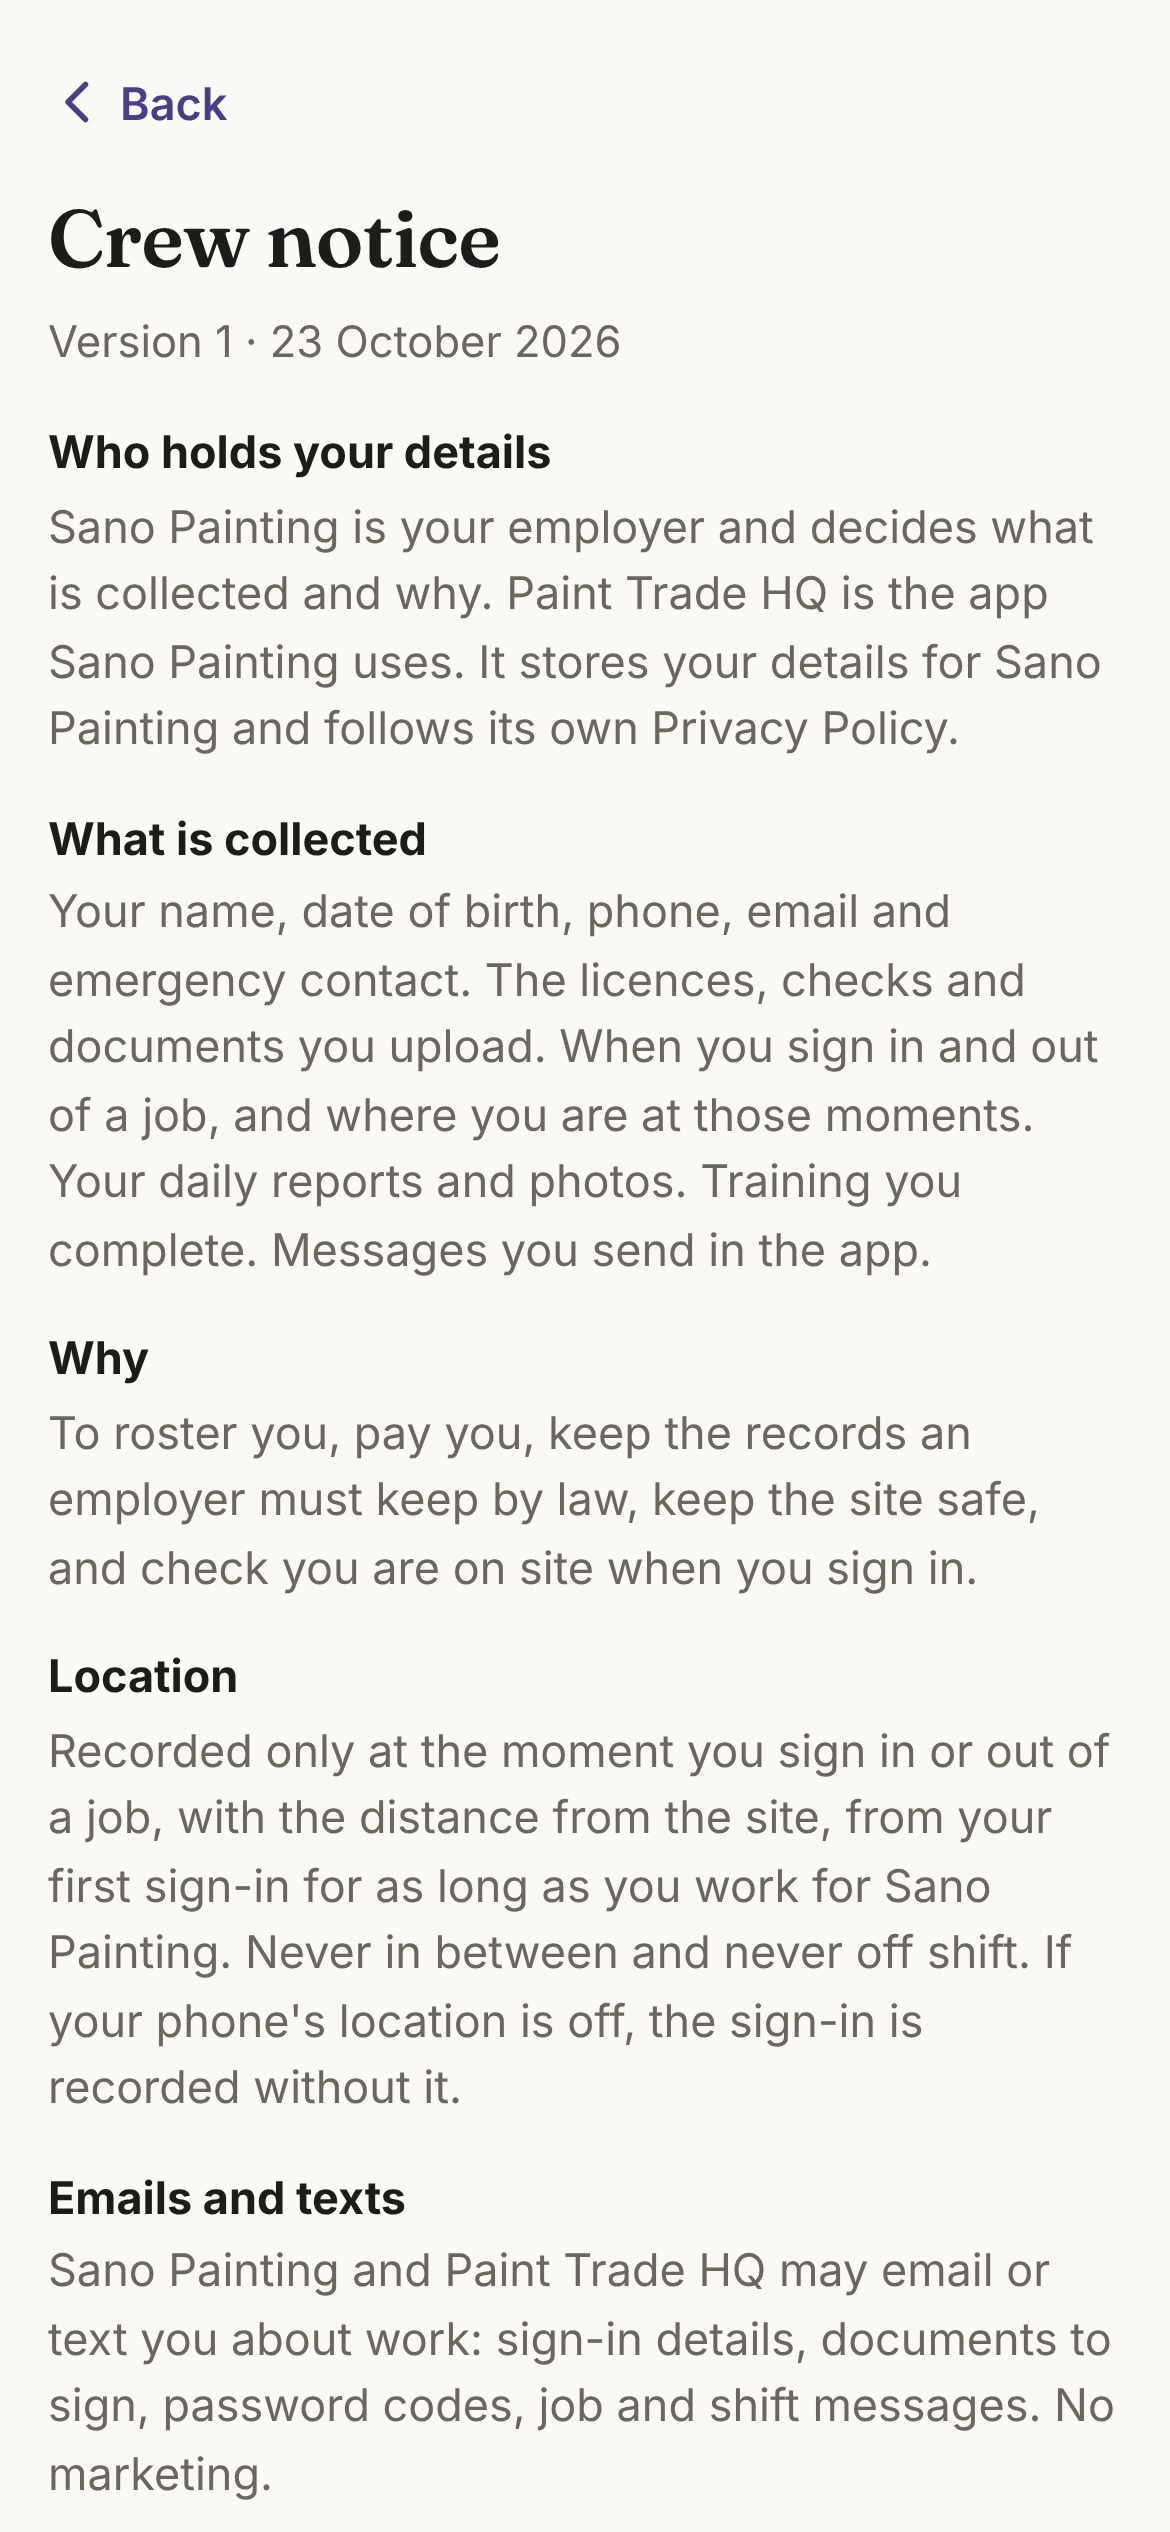 Back
Crew notice
Version 1 · 23 October 2026
Who holds your details
Sano Painting is your employer and decides what
is collected and why. Paint Trade HQ is the app
Sano Painting uses. It stores your details for Sano
Painting and follows its own Privacy Policy.
What is collected
Your name, date of birth, phone, email and
emergency contact. The licences, checks and
documents you upload. When you sign in and out
of a job, and where you are at those moments.
Your daily reports and photos. Training you
complete. Messages you send in the app.
Why
To roster you, pay you, keep the records an
employer must keep by law, keep the site safe,
and check you are on site when you sign in.
Location
Recorded only at the moment you sign in or out of
a job, with the distance from the site, from your
first sign-in for as long as you work for Sano
Painting. Never in between and never off shift. If
your phone's location is off, the sign-in is
recorded without it.
Emails and texts
Sano Painting and Paint Trade HQ may email or
text you about work: sign-in details, documents to
sign, password codes, job and shift messages. No
marketing.